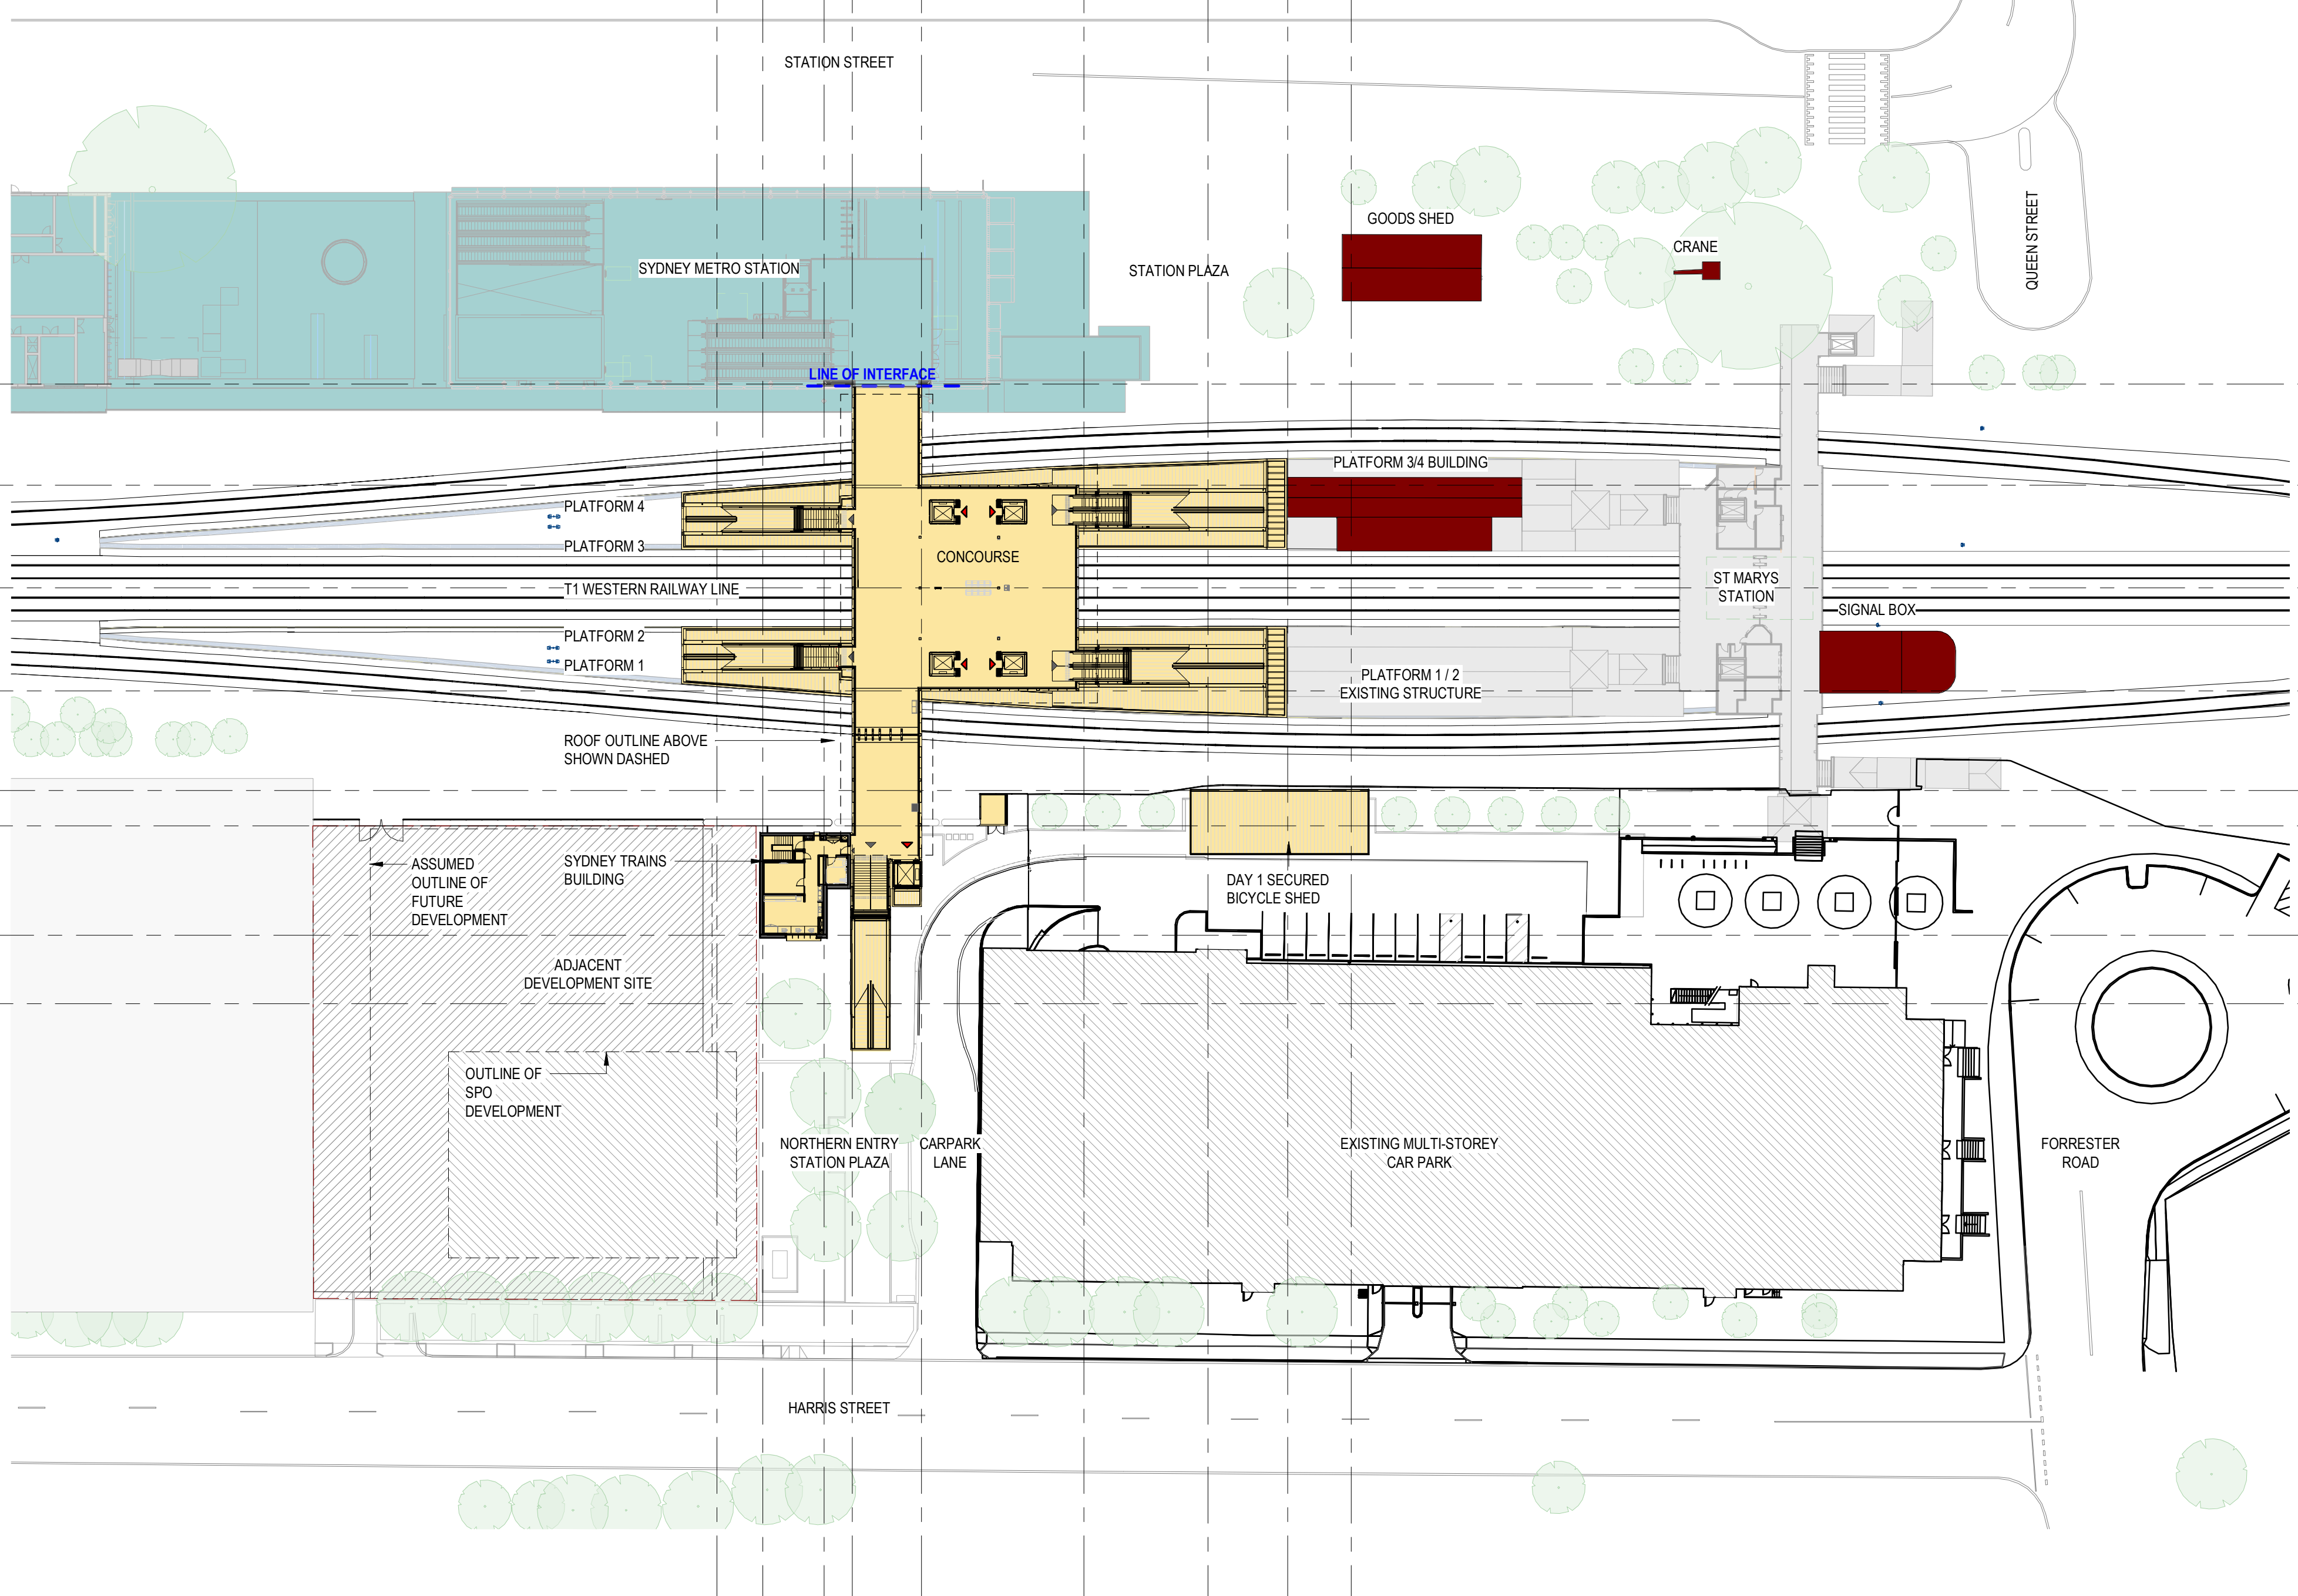 STATION STREET
QUEEN STREET
GOODS SHED
CRANE
SYDNEY METRO STATION
STATION PLAZA
LINE OF INTERFACE
PLATFORM 3/4 BUILDING
PLATFORM 4
PLATFORM 3
CONCOURSE
T1 WESTERN RAILWAY LINE
ST MARYS
STATION
SIGNAL BOX
PLATFORM 2
PLATFORM 1
PLATFORM 1 / 2
EXISTING STRUCTURE
ROOF OUTLINE ABOVE
SHOWN DASHED
ASSUMED
OUTLINE OF
FUTURE
DEVELOPMENT
SYDNEY TRAINS
BUILDING
DAY 1 SECURED
BICYCLE SHED
ADJACENT
DEVELOPMENT SITE
OUTLINE OF
SPO
DEVELOPMENT
NORTHERN ENTRY
STATION PLAZA
CARPARK
LANE
EXISTING MULTI-STOREY
CAR PARK
FORRESTER
ROAD
HARRIS STREET